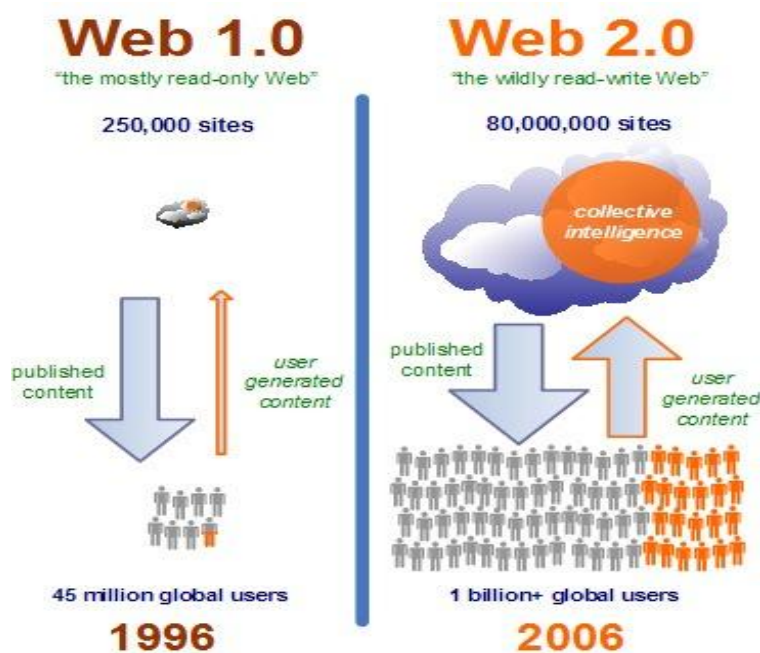 Web 1.0
"the mostly read-only Web"
250,000 sites
published
content
user
generated
content
45 million global users
1996
Web 2.0
"the wildly read-write Web"
80,000,000 sites
collective
intelligence
published
content
user
generated
content
1 billion+ global users
2006